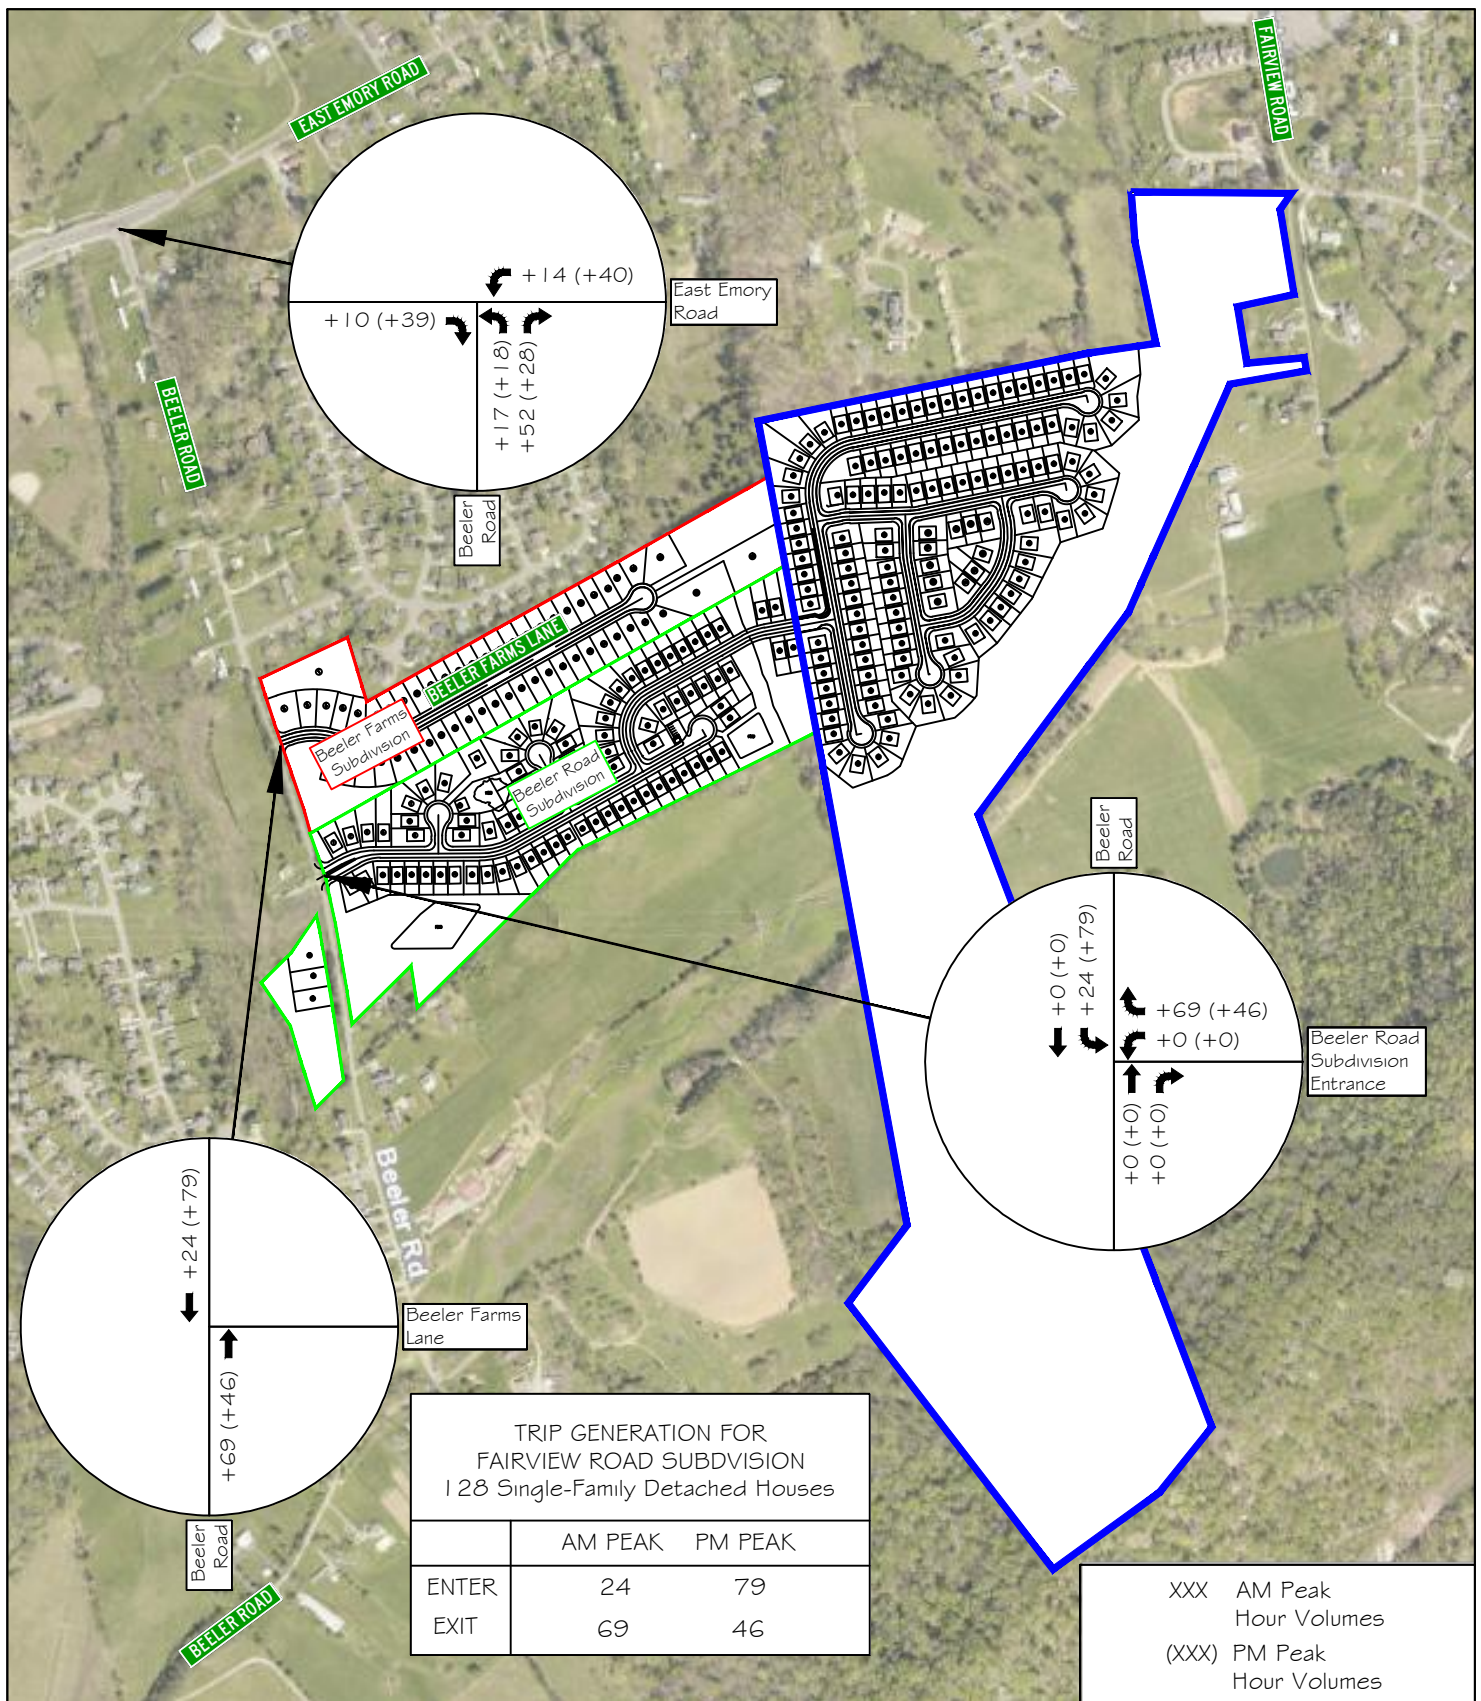 FAIRVIEW ROAD
Rd
EAST EMORY ROAD
+14 (+40)
East Emory
Road
+10 (+39)
+17 (+18)
+52 (+28)
BEELER ROAD
Beeler
Road
BEELER FARMS LANE
Beeler Farms
Subdivision
Beeler Road
Subdivision
Beeler
Road
+0 (+0)
+24 (+79)
+69 (+46)
+0 (+0)
Beeler Road
Subdivision
Entrance
+0 (+0)
+0 (+0)
Beeler Rd
+24 (+79)
Beeler Farms
Lane
+69 (+46)
Beeler
Road
BEELER ROAD
TRIP GENERATION FOR
FAIRVIEW ROAD SUBDVISION
128 Single-Family Detached Houses
AM PEAK PM PEAK
ENTER 24 79
EXIT 69 46
XXX AM Peak
Hour Volumes
(XXX) PM Peak
Hour Volumes